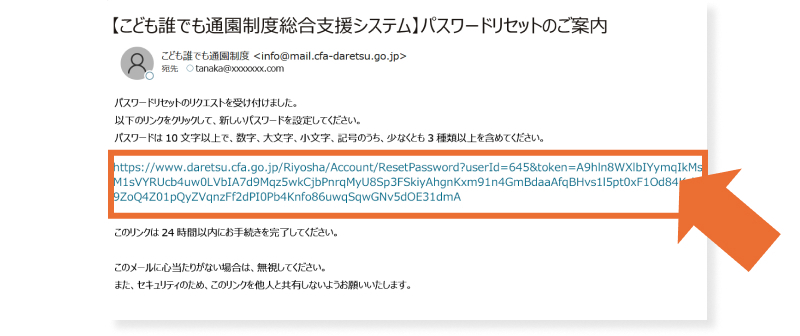 【こども誰でも通園制度総合支援システム】パスワードリセットのご案内
こども誰でも通園制度 <info@mail.cfa-daretsu.go.jp>
宛先 tanaka@xxxxxxx.com
パスワードリセットのリクエストを受け付けました。
以下のリンクをクリックして、新しいパスワードを設定してください。
パスワードは 10 文字以上で、数字、大文字、小文字、記号のうち、少なくとも 3 種類以上を含めてください。
https://www.daretsu.cfa.go.jp/Riyosha/Account/ResetPassword?userId=645&token=A9hln8WXlbIYymqIkMs
M1sVYRUcb4uw0LVbIA7d9Mqz5wkCjbPnrqMyU8Sp3FSkiyAhgnKxm91n4GmBdaaAfqBHvs1I5pt0xF1Od84
9ZoQ4Z01pQyZVqnzFf2dPI0Pb4Knfo86uwqSqwGNv5dOE31dmA
このリンクは 24 時間以内にお手続きを完了してください。
このメールに心当たりがない場合は、無視してください。
また、セキュリティのため、このリンクを他人と共有しないようお願いいたします。